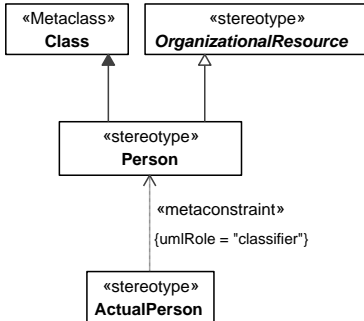 «Metaclass»
Class
«stereotype»
OrganizationalResource
«stereotype»
Person
«metaconstraint»
{umlRole = "classifier"}
«stereotype»
ActualPerson